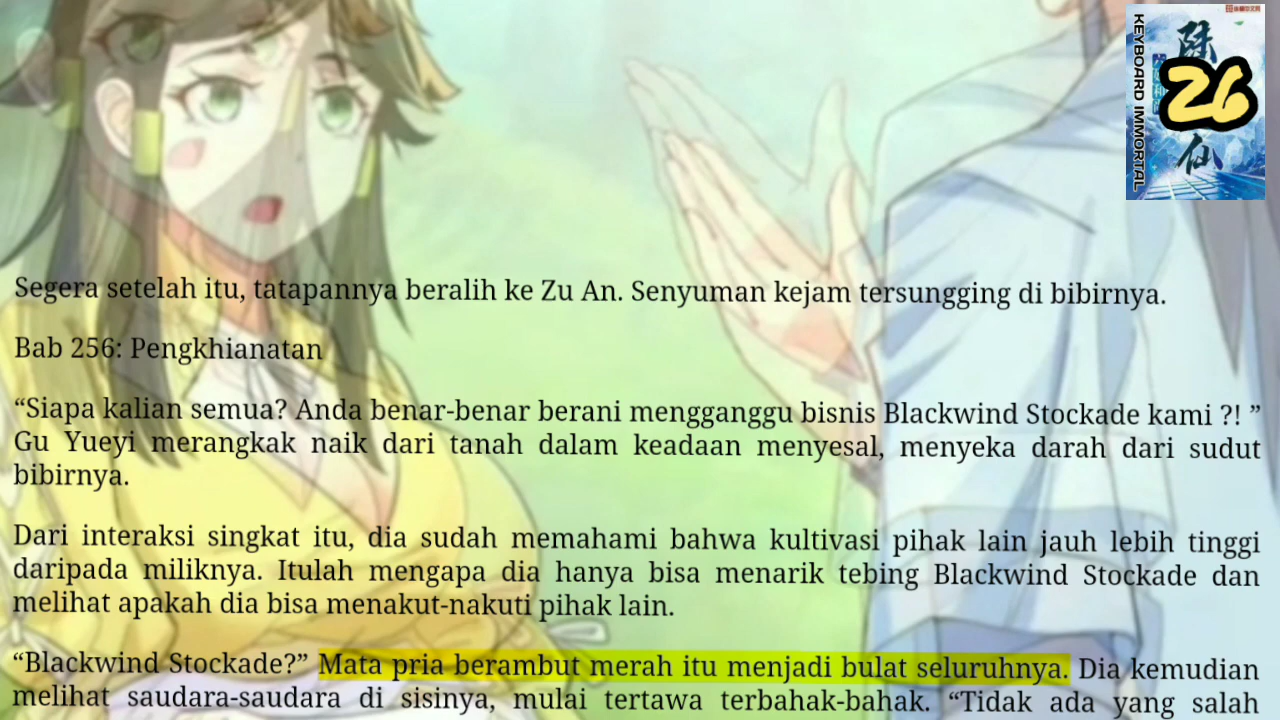 KEYBOARD IMMORTAL
陸
26
仙
Segera setelah itu, tatapannya beralih ke Zu An. Senyuman kejam tersungging di bibirnya.
Bab 256: Pengkhianatan
“Siapa kalian semua? Anda benar-benar berani mengganggu bisnis Blackwind Stockade kami ?! ”
Gu Yueyi merangkak naik dari tanah dalam keadaan menyesal, menyeka darah dari sudut
bibirnya.
Dari interaksi singkat itu, dia sudah memahami bahwa kultivasi pihak lain jauh lebih tinggi
daripada miliknya. Itulah mengapa dia hanya bisa menarik tebing Blackwind Stockade dan
melihat apakah dia bisa menakut-nakuti pihak lain.
“Blackwind Stockade?” Mata pria berambut merah itu menjadi bulat seluruhnya. Dia kemudian
melihat saudara-saudara di sisinya, mulai tertawa terbahak-bahak. “Tidak ada yang salah